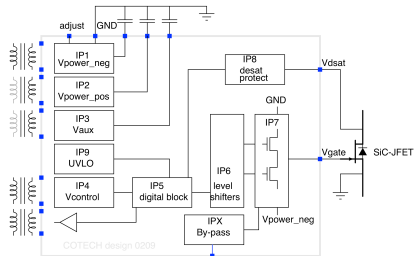 adjust GND
IP1
Vpower_neg
IP2
Vpower_pos
IP3
Vaux
IP9
UVLO
IP4
Vcontrol
IP5
digital block
IP6
level
shifters
IP8
desat
protect
GND
IP7
Vpower_neg
IPX
By-pass
Vdsat
Vgate
SiC-JFET
COTECH design 0209